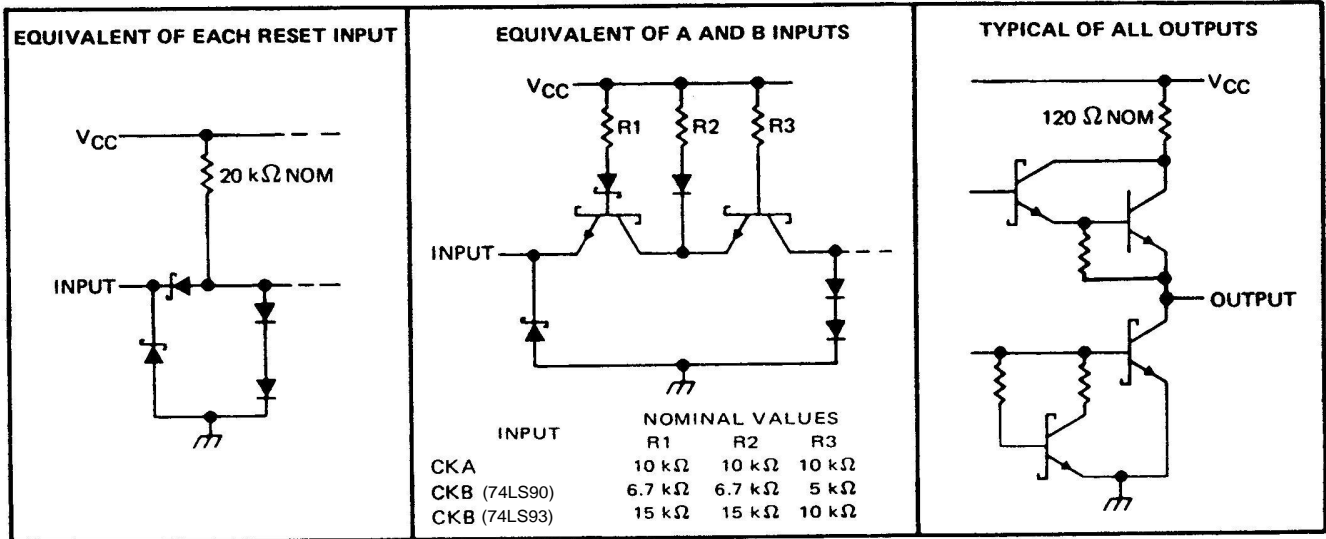 EQUIVALENT OF EACH RESET INPUT
VCC
20 kΩ NOM
INPUT
EQUIVALENT OF A AND B INPUTS
VCC
R1
R2
R3
INPUT
NOMINAL VALUES
INPUT R1 R2 R3
CKA 10 kΩ 10 kΩ 10 kΩ
CKB (74LS90) 6.7 kΩ 6.7 kΩ 5 kΩ
CKB (74LS93) 15 kΩ 15 kΩ 10 kΩ
TYPICAL OF ALL OUTPUTS
VCC
120 Ω NOM
OUTPUT